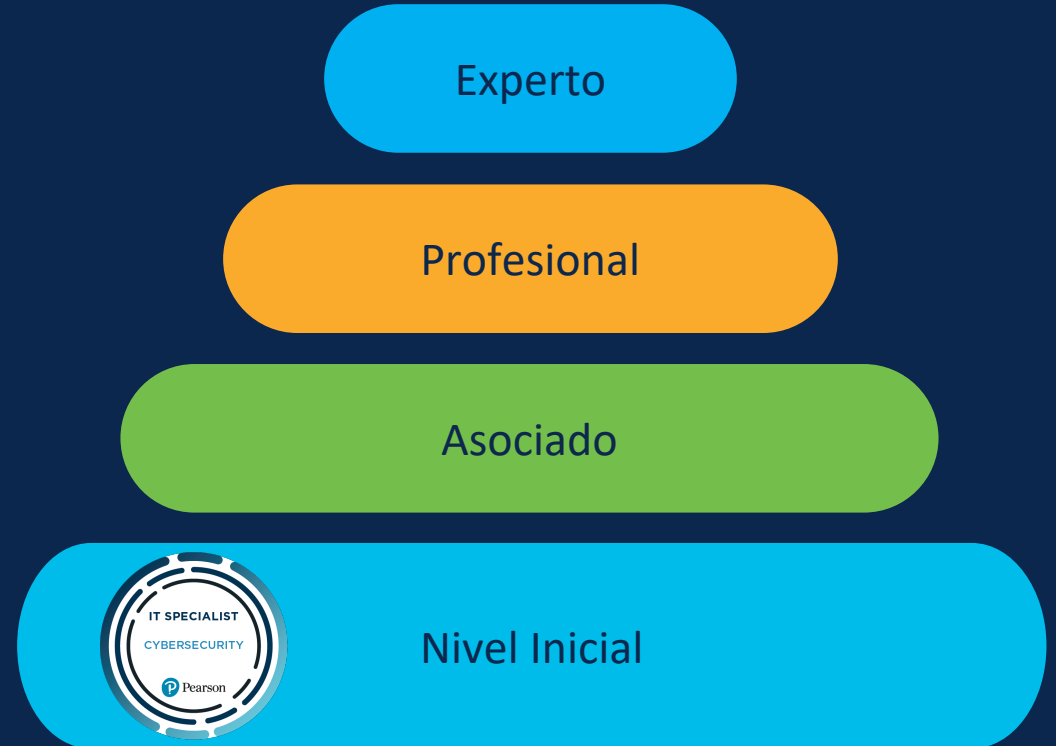 Experto
Profesional
Asociado
IT SPECIALIST
CYBERSECURITY
Pearson
Nivel Inicial